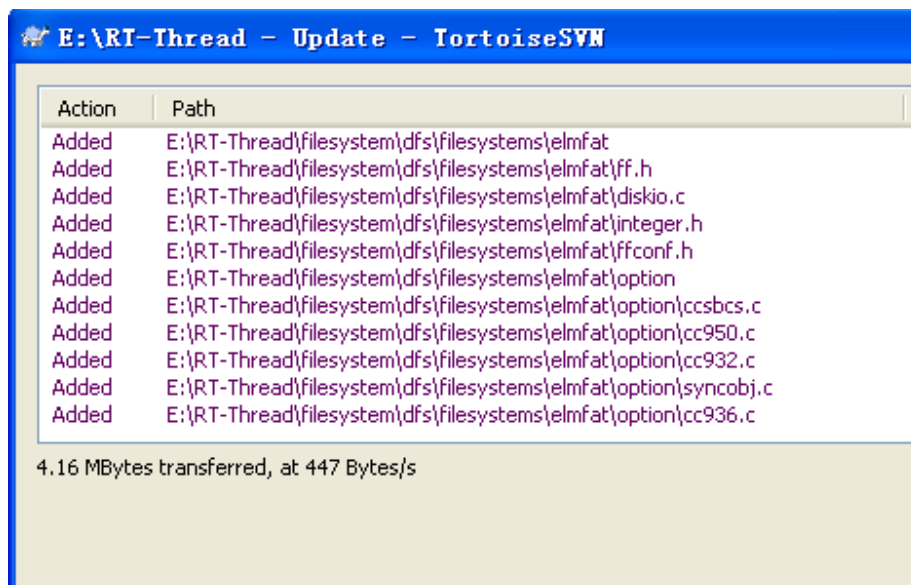 E:\RT-Thread - Update - TortoiseSVN
Action Path
Added E:\RT-Thread\filesystem\dfs\filesystems\elmfat
Added E:\RT-Thread\filesystem\dfs\filesystems\elmfat\ff.h
Added E:\RT-Thread\filesystem\dfs\filesystems\elmfat\diskio.c
Added E:\RT-Thread\filesystem\dfs\filesystems\elmfat\integer.h
Added E:\RT-Thread\filesystem\dfs\filesystems\elmfat\ffconf.h
Added E:\RT-Thread\filesystem\dfs\filesystems\elmfat\option
Added E:\RT-Thread\filesystem\dfs\filesystems\elmfat\option\ccsbcs.c
Added E:\RT-Thread\filesystem\dfs\filesystems\elmfat\option\cc950.c
Added E:\RT-Thread\filesystem\dfs\filesystems\elmfat\option\cc932.c
Added E:\RT-Thread\filesystem\dfs\filesystems\elmfat\option\syncobj.c
Added E:\RT-Thread\filesystem\dfs\filesystems\elmfat\option\cc936.c
4.16 MBytes transferred, at 447 Bytes/s